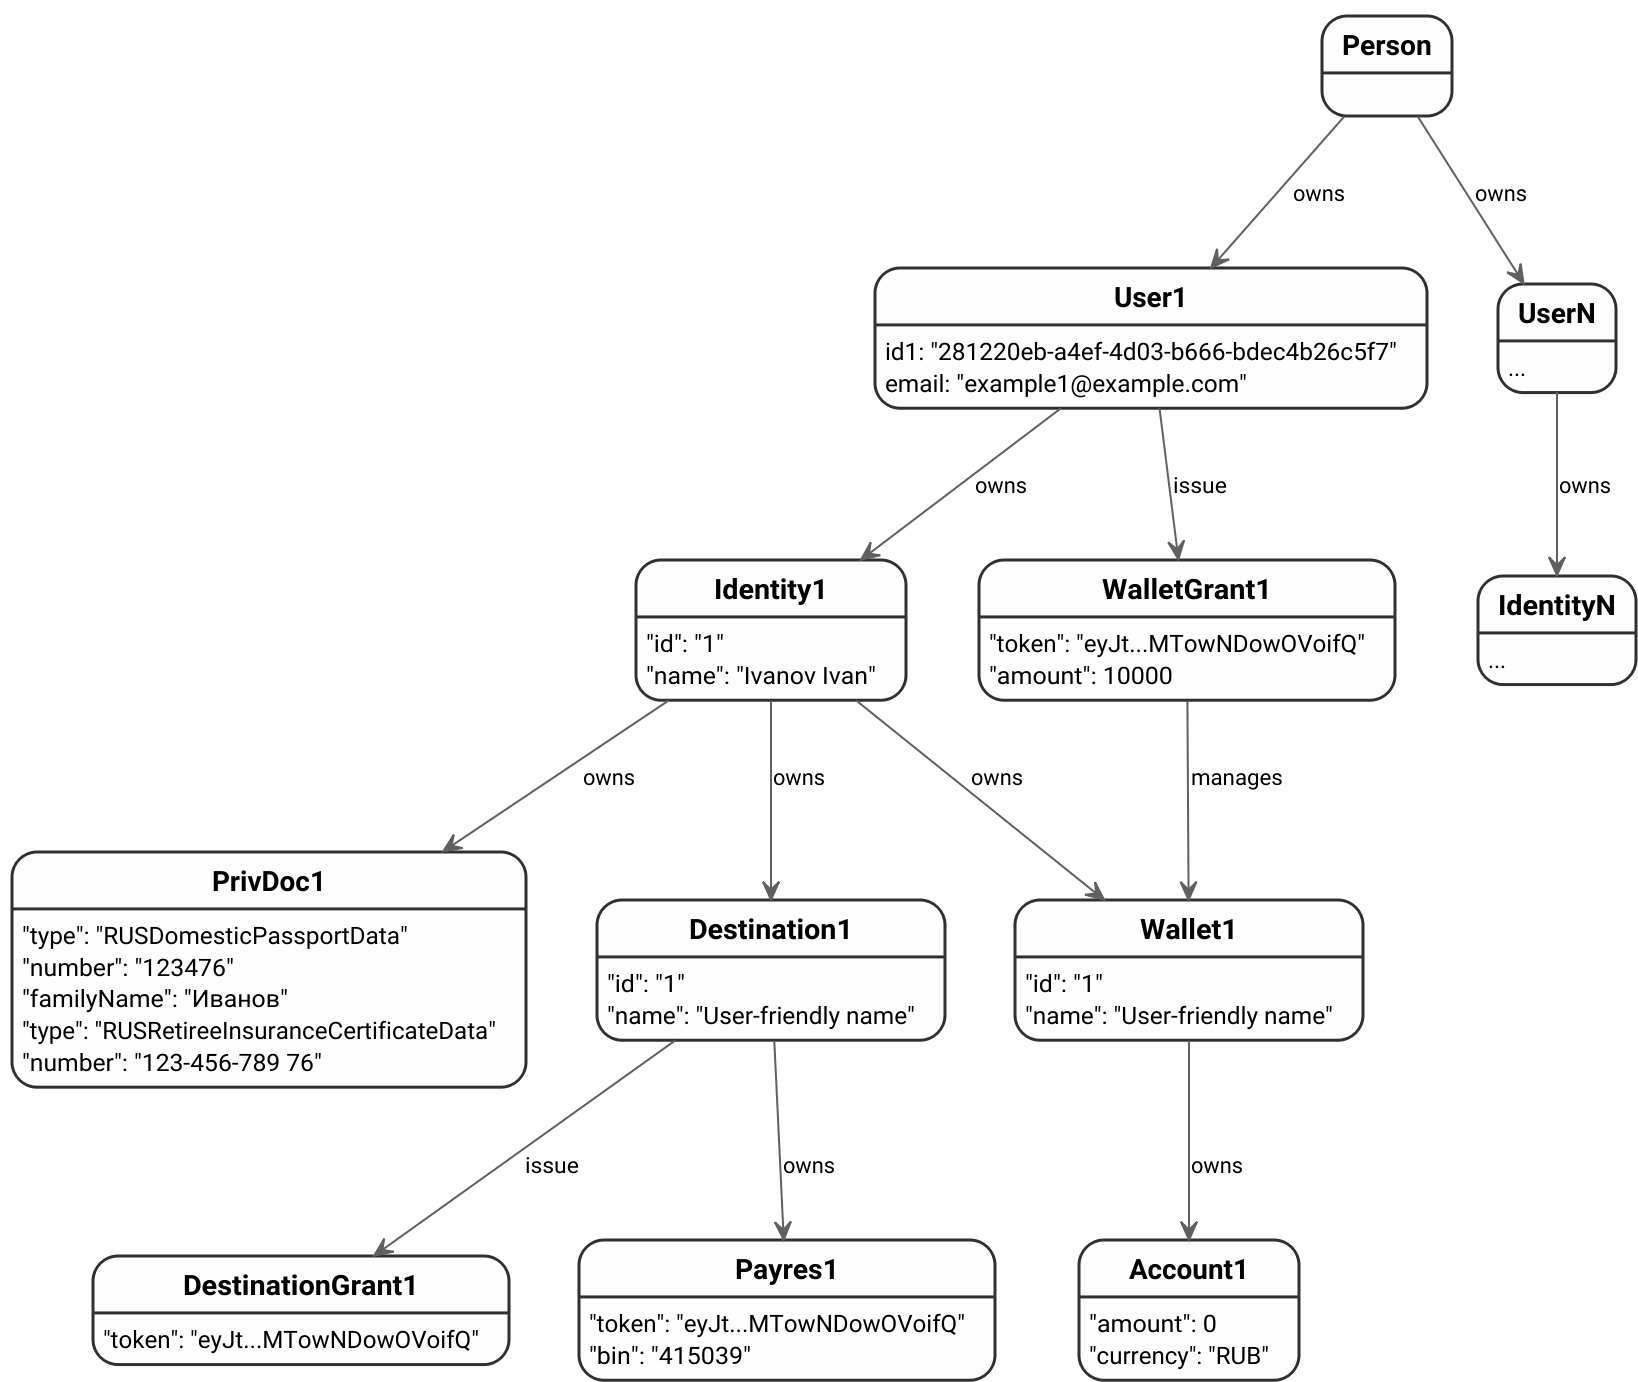 Person
owns
owns
User1
id1: "281220eb-a4ef-4d03-b666-bdec4b26c5f7"
email: "example1@example.com"
UserN
...
owns
issue
owns
Identity1
"id": "1"
"name": "Ivanov Ivan"
WalletGrant1
"token": "eyJt...MTowNDowOVoifQ"
"amount": 10000
IdentityN
...
owns
owns
owns
manages
PrivDoc1
"type": "RUSDomesticPassportData"
"number": "123476"
"familyName": "Иванов"
"type": "RUSRetireeInsuranceCertificateData"
"number": "123-456-789 76"
Destination1
"id": "1"
"name": "User-friendly name"
Wallet1
"id": "1"
"name": "User-friendly name"
issue
owns
owns
DestinationGrant1
"token": "eyJt...MTowNDowOVoifQ"
Payres1
"token": "eyJt...MTowNDowOVoifQ"
"bin": "415039"
Account1
"amount": 0
"currency": "RUB"